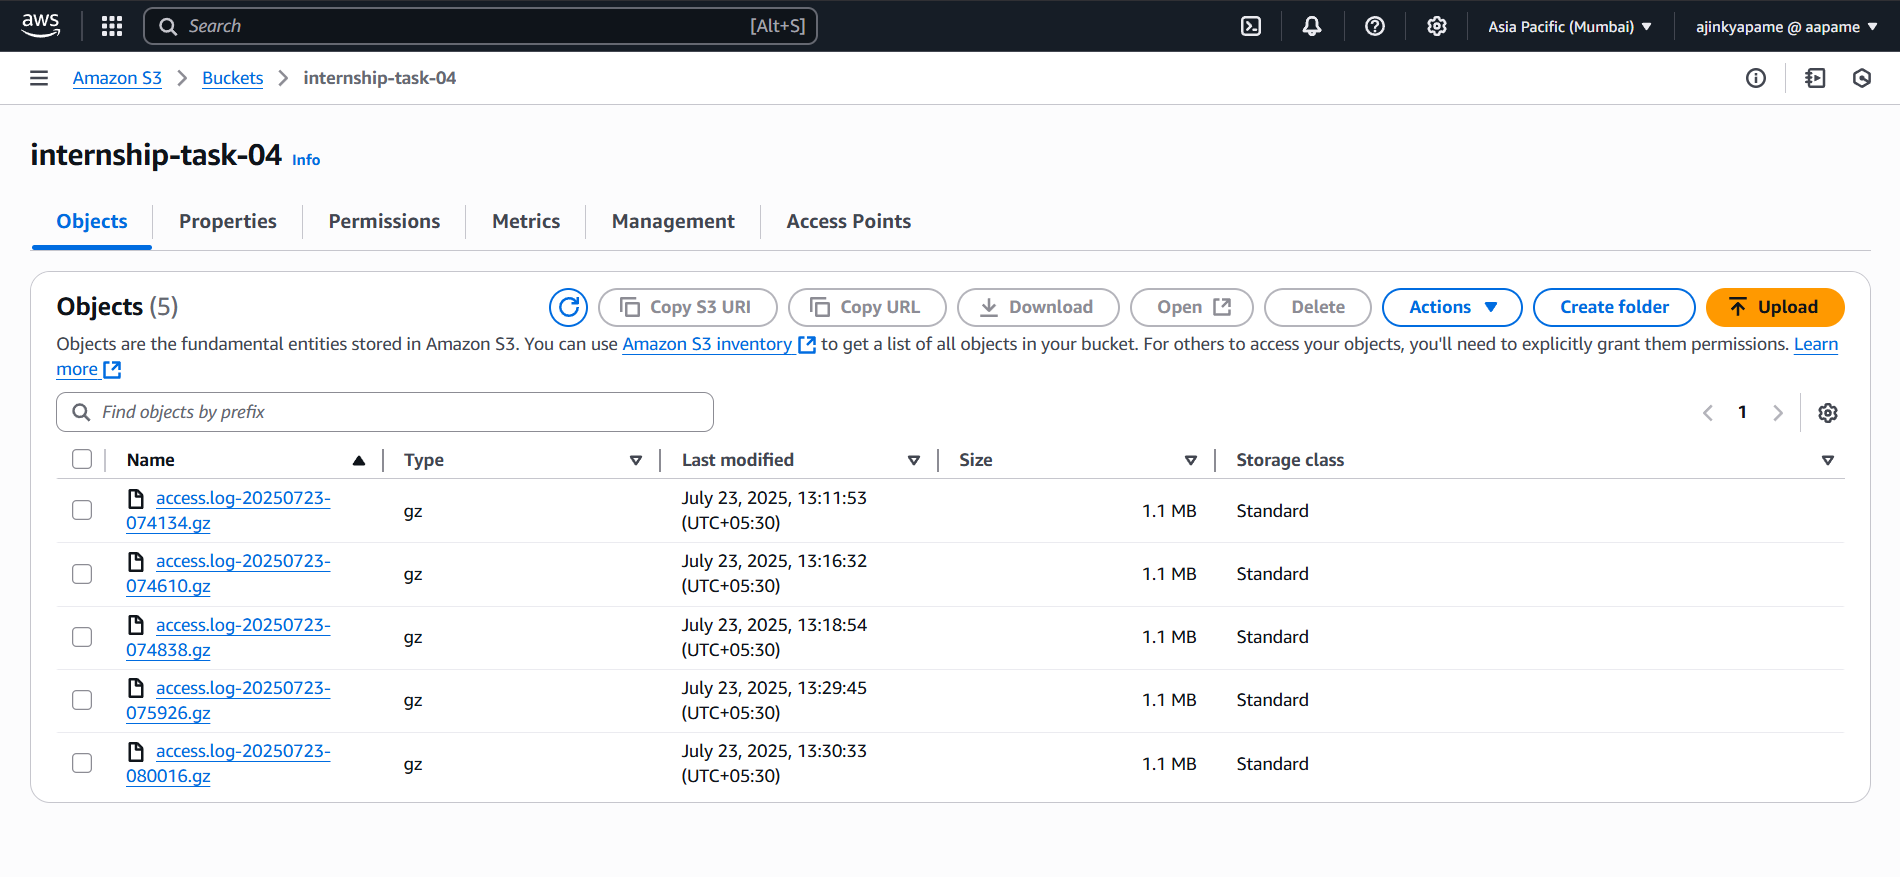 aws Search [Alt+S] Asia Pacific (Mumbai) ajinkyapame @ aapame
Amazon S3 Buckets internship-task-04
internship-task-04 Info
Objects Properties Permissions Metrics Management Access Points
Objects (5) Copy S3 URI Copy URL Download Open Delete Actions Create folder Upload
Objects are the fundamental entities stored in Amazon S3. You can use Amazon S3 inventory to get a list of all objects in your bucket. For others to access your objects, you'll need to explicitly grant them permissions. Learn
more
Find objects by prefix 1
Name Type Last modified Size Storage class
access.log-20250723- July 23, 2025, 13:11:53
gz 1.1 MB Standard
074134.gz (UTC+05:30)
access.log-20250723- July 23, 2025, 13:16:32
gz 1.1 MB Standard
074610.gz (UTC+05:30)
access.log-20250723- July 23, 2025, 13:18:54
gz 1.1 MB Standard
074838.gz (UTC+05:30)
access.log-20250723- July 23, 2025, 13:29:45
gz 1.1 MB Standard
075926.gz (UTC+05:30)
access.log-20250723- July 23, 2025, 13:30:33
gz 1.1 MB Standard
080016.gz (UTC+05:30)